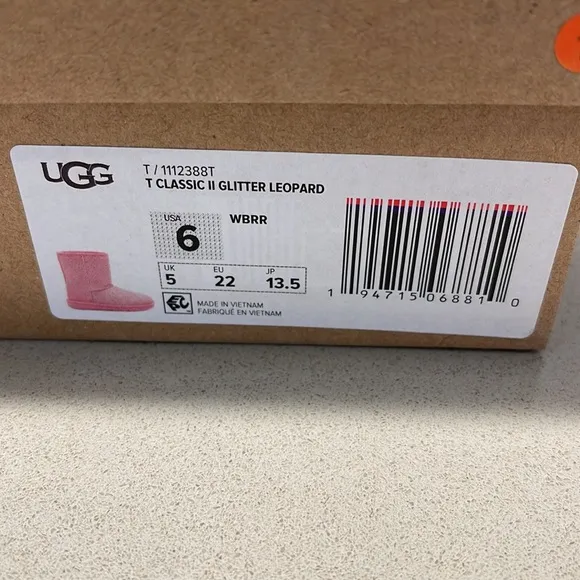 UGG
T / 1112388T
T CLASSIC II GLITTER LEOPARD
USA
6
WBRR
UK EU JP
5 22 13.5
MADE IN VIETNAM
FABRIQUÉ EN VIETNAM
1 94715 06881 0